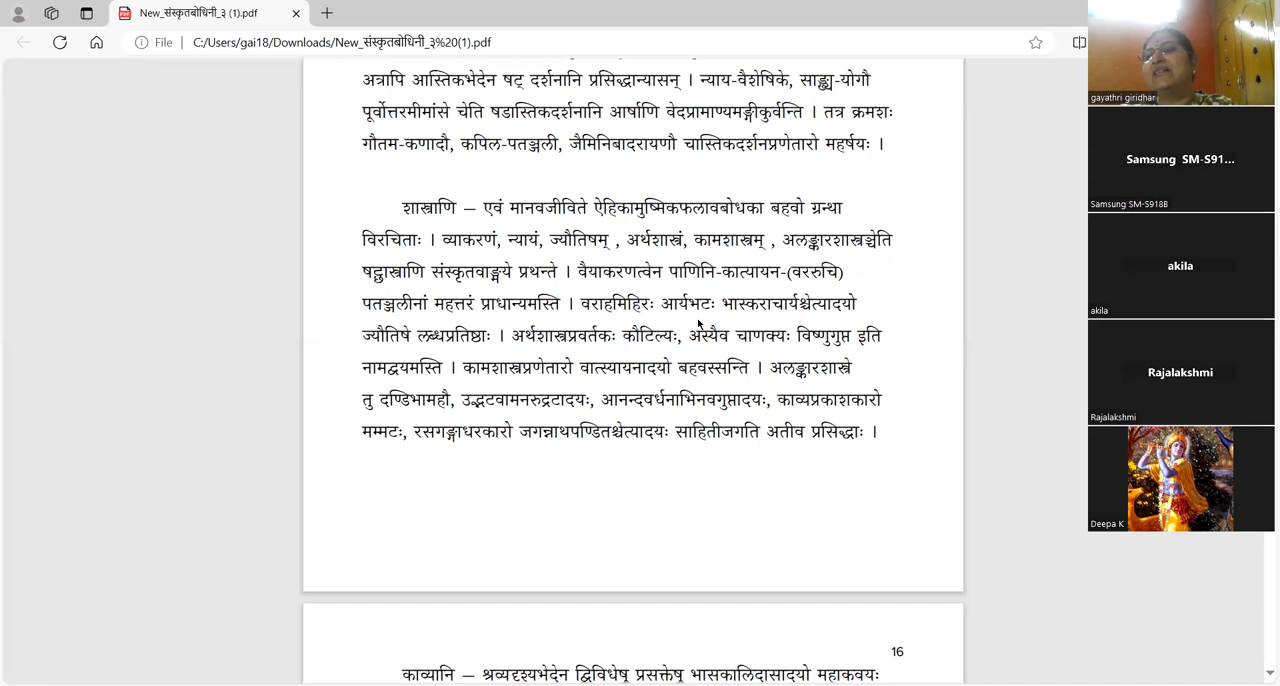 New_संस्कृतबोधिनी_३ (1).pdf
File
C:/Users/gai18/Downloads/New_संस्कृतबोधिनी_३%20(1).pdf
अत्रापि आस्तिकभेदेन षट् दर्शनानि प्रसिद्धान्यासन् । न्याय-वैशेषिके, साङ्ख्य-योगौ
पूर्वोत्तरमीमांसे चेति षडास्तिकदर्शनानि आर्षाणि वेदप्रामाण्यमङ्गीकुर्वन्ति । तत्र क्रमशः
गौतम-कणादौ, कपिल-पतञ्जली, जैमिनिबादरायणौ चास्तिकदर्शनप्रणेतारो महर्षयः ।
शास्त्राणि – एवं मानवजीविते ऐहिकामुष्मिकफलावबोधका बहवो ग्रन्था
विरचिताः । व्याकरणं, न्यायं, ज्यौतिषम् , अर्थशास्त्रं, कामशास्त्रम् , अलङ्कारशास्त्रञ्चेति
षट्छास्त्राणि संस्कृतवाङ्मये प्रथन्ते । वैयाकरणत्वेन पाणिनि-कात्यायन-(वररुचि)
पतञ्जलीनां महत्तरं प्राधान्यमस्ति । वराहमिहिरः आर्यभटः भास्कराचार्यश्चेत्यादयो
ज्यौतिषे लब्धप्रतिष्ठाः । अर्थशास्त्रप्रवर्तकः कौटिल्यः, अस्यैव चाणक्यः विष्णुगुप्त इति
नामद्वयमस्ति । कामशास्त्रप्रणेतारो वात्स्यायनादयो बहवस्सन्ति । अलङ्कारशास्त्रे
तु दण्डिभामहौ, उद्भटवामनरुद्रटादयः, आनन्दवर्धनाभिनवगुप्तादयः, काव्यप्रकाशकारो
मम्मटः, रसगङ्गाधरकारो जगन्नाथपण्डितश्चेत्यादयः साहितीजगति अतीव प्रसिद्धाः ।
16
काव्यानि – श्रव्यदृश्यभेदेन द्विविधेषु प्रसक्तेषु भासकालिदासादयो महाकवयः
gayathri giridhar
Samsung SM-S91...
Samsung SM-S918B
akila
akila
Rajalakshmi
Rajalakshmi
Deepa K